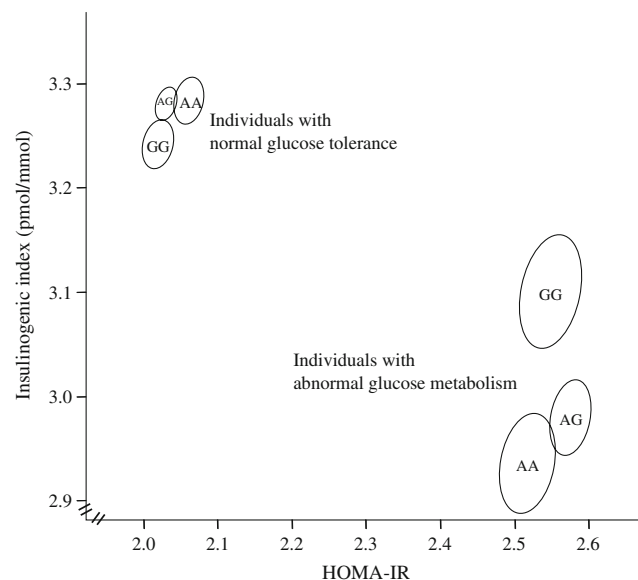 3.3
3.2
3.1
3.0
2.9
Insulinogenic index (pmol/mmol)
AG
AA
GG
Individuals with
normal glucose tolerance
GG
Individuals with
abnormal glucose metabolism
AG
AA
2.0
2.1
2.2
2.3
2.4
2.5
2.6
HOMA-IR